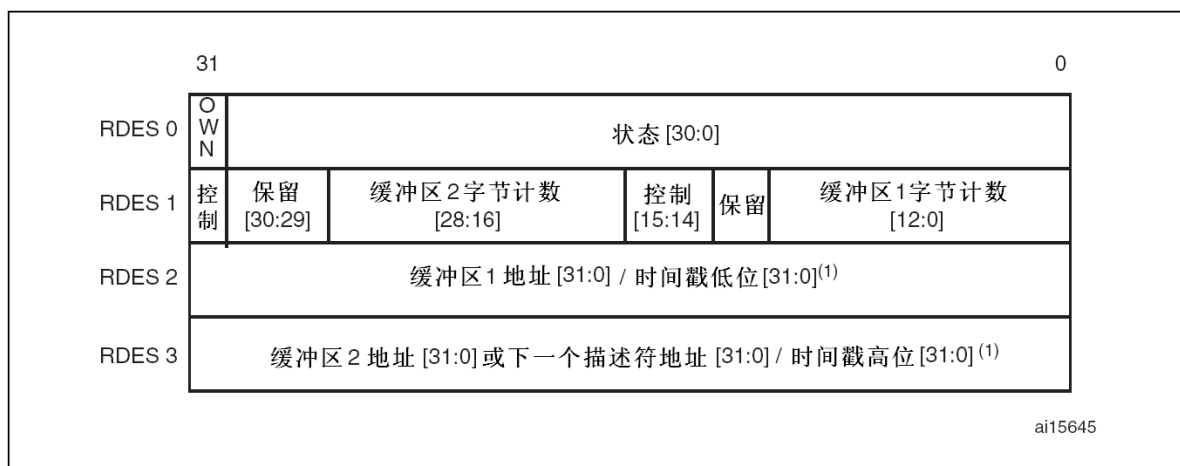 31 0
RDES 0 OWN 状态 [30:0]
RDES 1 控制 保留 [30:29] 缓冲区2字节计数 [28:16] 控制 [15:14] 保留 缓冲区1字节计数 [12:0]
RDES 2 缓冲区1 地址 [31:0] / 时间戳低位 [31:0](1)
RDES 3 缓冲区2 地址 [31:0] 或下一个描述符地址 [31:0] / 时间戳高位 [31:0](1)
ai15645